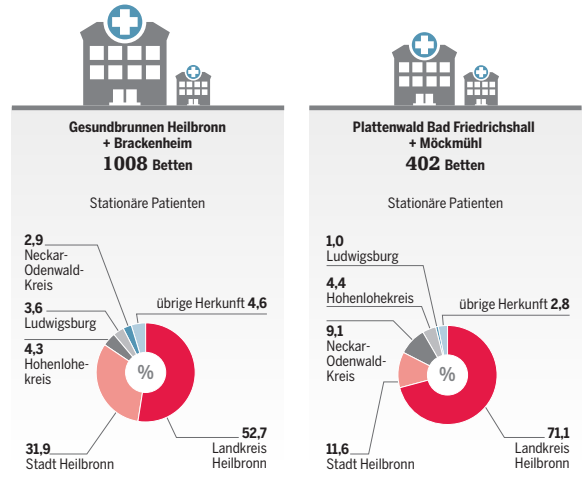 Gesundbrunnen Heilbronn
+ Brackenheim
1008 Betten
Stationäre Patienten
2,9
Neckar-
Odenwald-
Kreis
3,6
Ludwigsburg
4,3
Hohenlohe-
kreis
übrige Herkunft 4,6
%
31,9
Stadt Heilbronn
52,7
Landkreis
Heilbronn
Plattenwald Bad Friedrichshall
+ Möckmühl
402 Betten
Stationäre Patienten
1,0
Ludwigsburg
4,4
Hohenlohekreis
9,1
Neckar-
Odenwald-
Kreis
übrige Herkunft 2,8
%
11,6
Stadt Heilbronn
71,1
Landkreis
Heilbronn